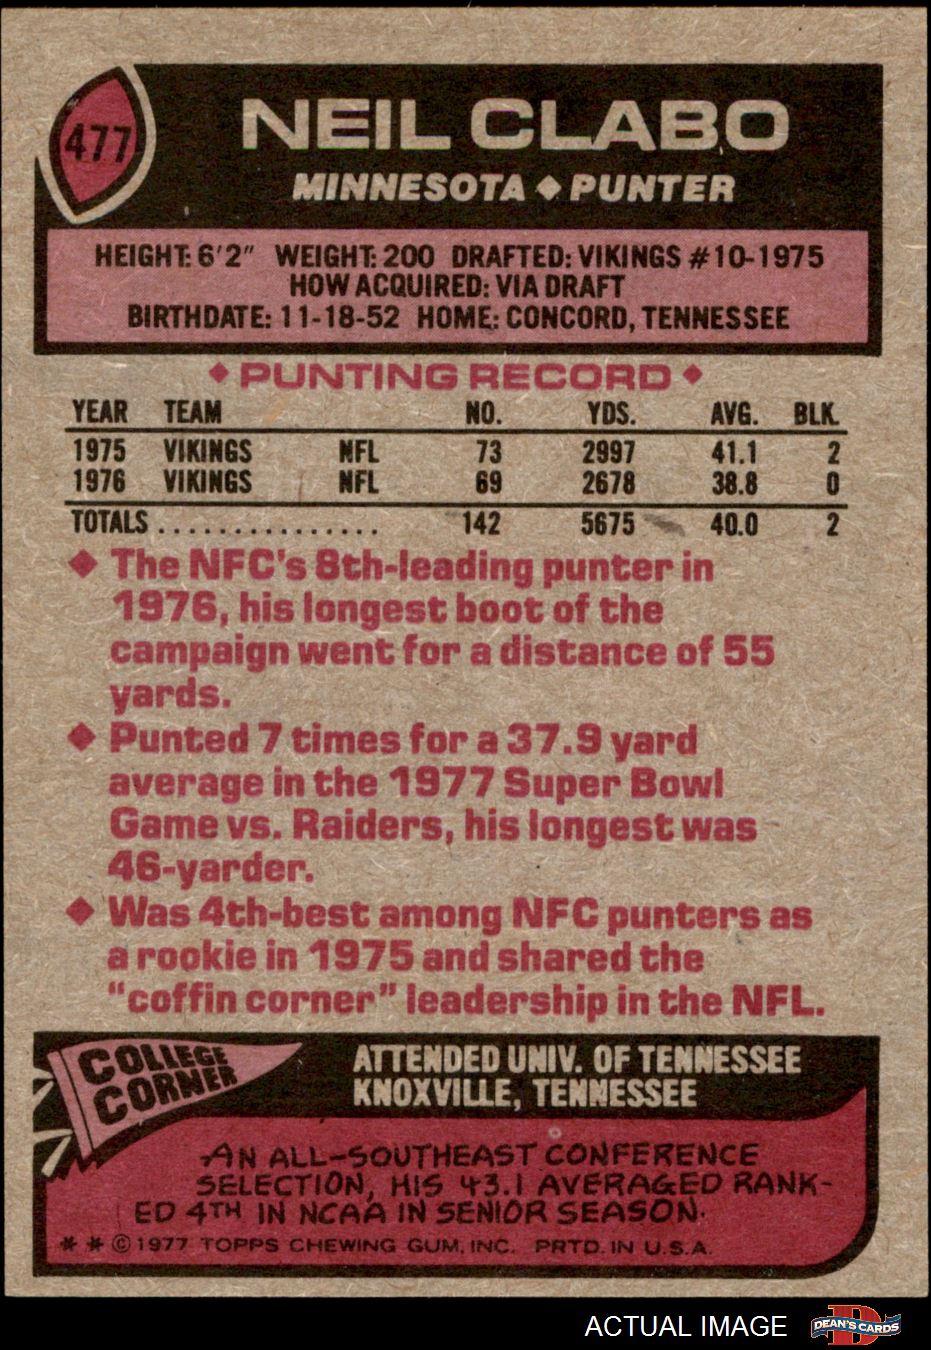 477
NEIL CLABO
MINNESOTA ◆ PUNTER
HEIGHT: 6'2" WEIGHT: 200 DRAFTED: VIKINGS #10-1975
HOW ACQUIRED: VIA DRAFT
BIRTHDATE: 11-18-52 HOME: CONCORD, TENNESSEE
◆ PUNTING RECORD ◆
YEAR TEAM NO. YDS. AVG. BLK.
1975 VIKINGS NFL 73 2997 41.1 2
1976 VIKINGS NFL 69 2678 38.8 0
TOTALS ............... 142 5675 40.0 2
◆ The NFC's 8th-leading punter in
1976, his longest boot of the
campaign went for a distance of 55
yards.
◆ Punted 7 times for a 37.9 yard
average in the 1977 Super Bowl
Game vs. Raiders, his longest was
46-yarder.
◆ Was 4th-best among NFC punters as
a rookie in 1975 and shared the
"coffin corner" leadership in the NFL.
COLLEGE
CORNER
ATTENDED UNIV. OF TENNESSEE
KNOXVILLE, TENNESSEE
AN ALL-SOUTHEAST CONFERENCE
SELECTION, HIS 43.1 AVERAGED RANK-
ED 4TH IN NCAA IN SENIOR SEASON.
* * © 1977 TOPPS CHEWING GUM, INC. PRTD. IN U.S.A.
ACTUAL IMAGE
D
DEAN'S CARDS